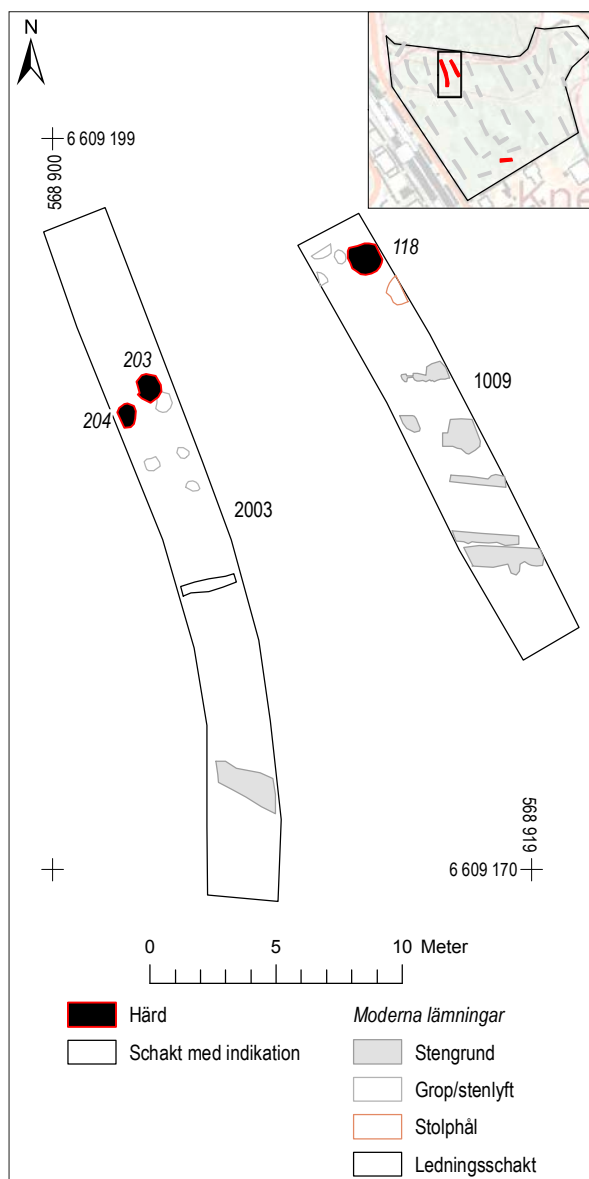 N
6 609 199
568 900
Kne
118
203
204
1009
2003
568 919
6 609 170
0 5 10 Meter
Härd
Schakt med indikation
Moderna lämningar
Stengrund
Grop/stenlyft
Stolphål
Ledningsschakt